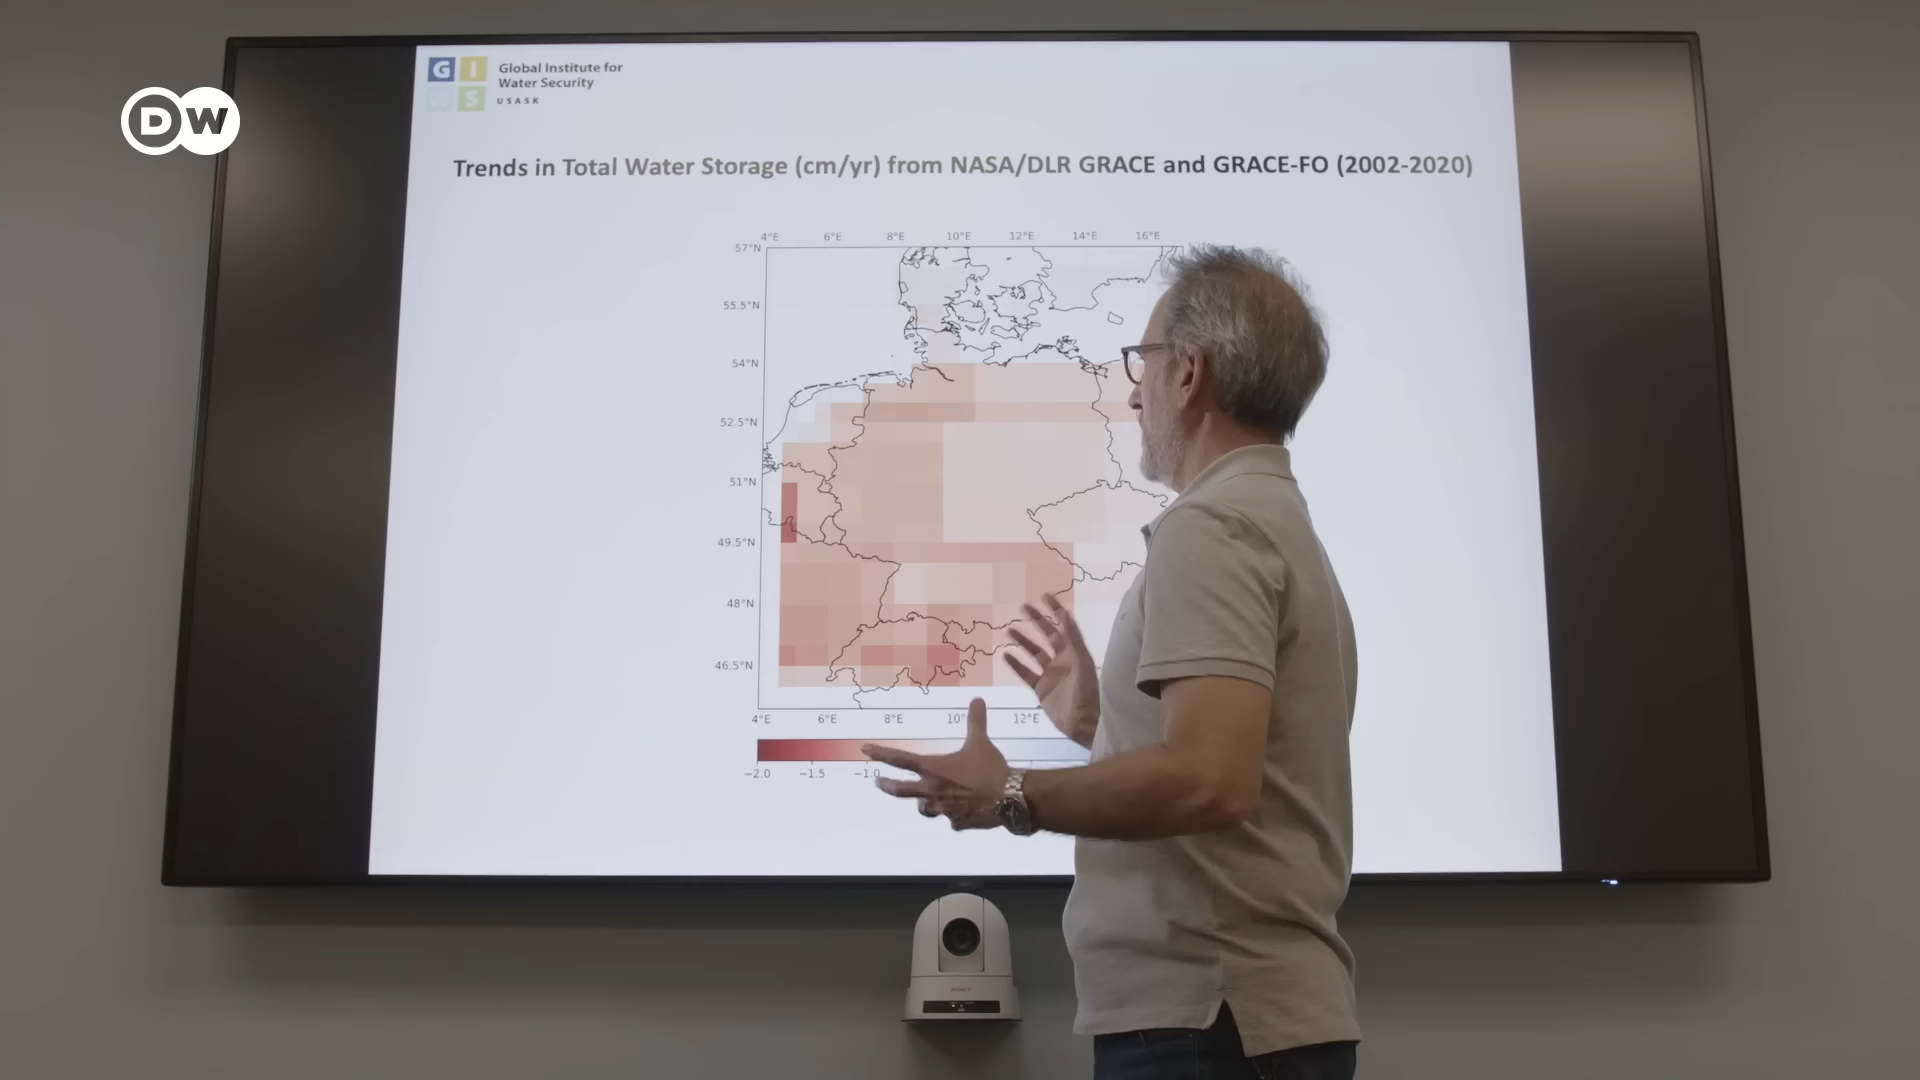 G I
W S
Global Institute for
Water Security
USASK
DW
Trends in Total Water Storage (cm/yr) from NASA/DLR GRACE and GRACE-FO (2002-2020)
4°E 6°E 8°E 10°E 12°E 14°E 16°E
57°N
55.5°N
54°N
52.5°N
51°N
49.5°N
48°N
46.5°N
4°E 6°E 8°E 10° 12°E
−2.0 −1.5 −1.0
SONY